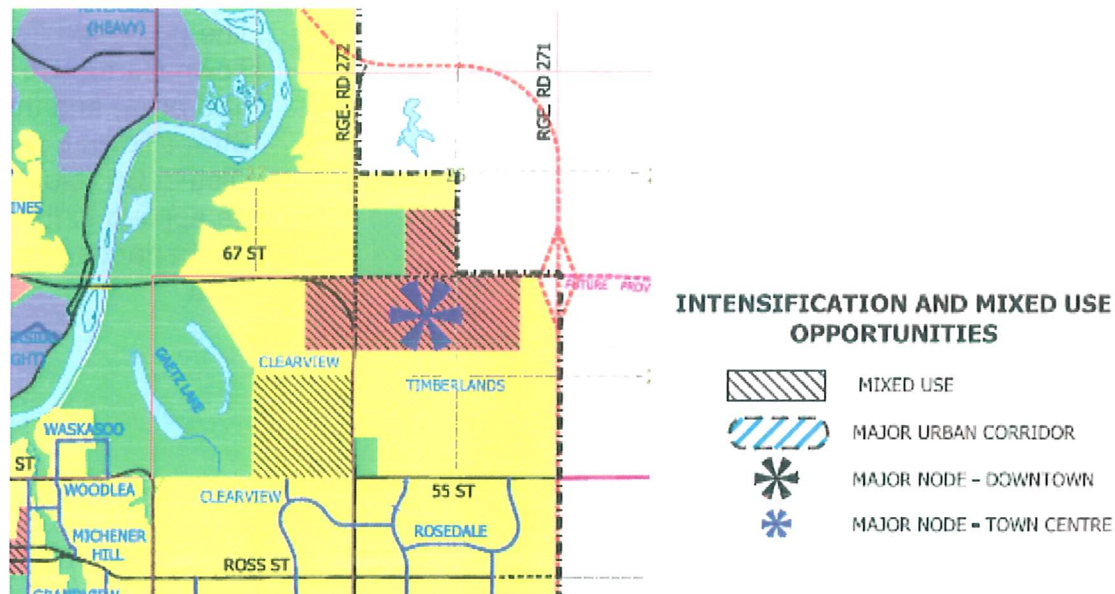 (HEAVY)
RGE. RD 272
RGE. RD 271
67 ST
FUTURE PROV
CLEARVIEW
GAETZ LAKE
TIMBERLANDS
WASKASOO
ST
WOODLEA
CLEARVIEW
55 ST
MICHENER
HILL
ROSEDALE
ROSS ST
INTENSIFICATION AND MIXED USE
OPPORTUNITIES
MIXED USE
MAJOR URBAN CORRIDOR
MAJOR NODE - DOWNTOWN
MAJOR NODE - TOWN CENTRE